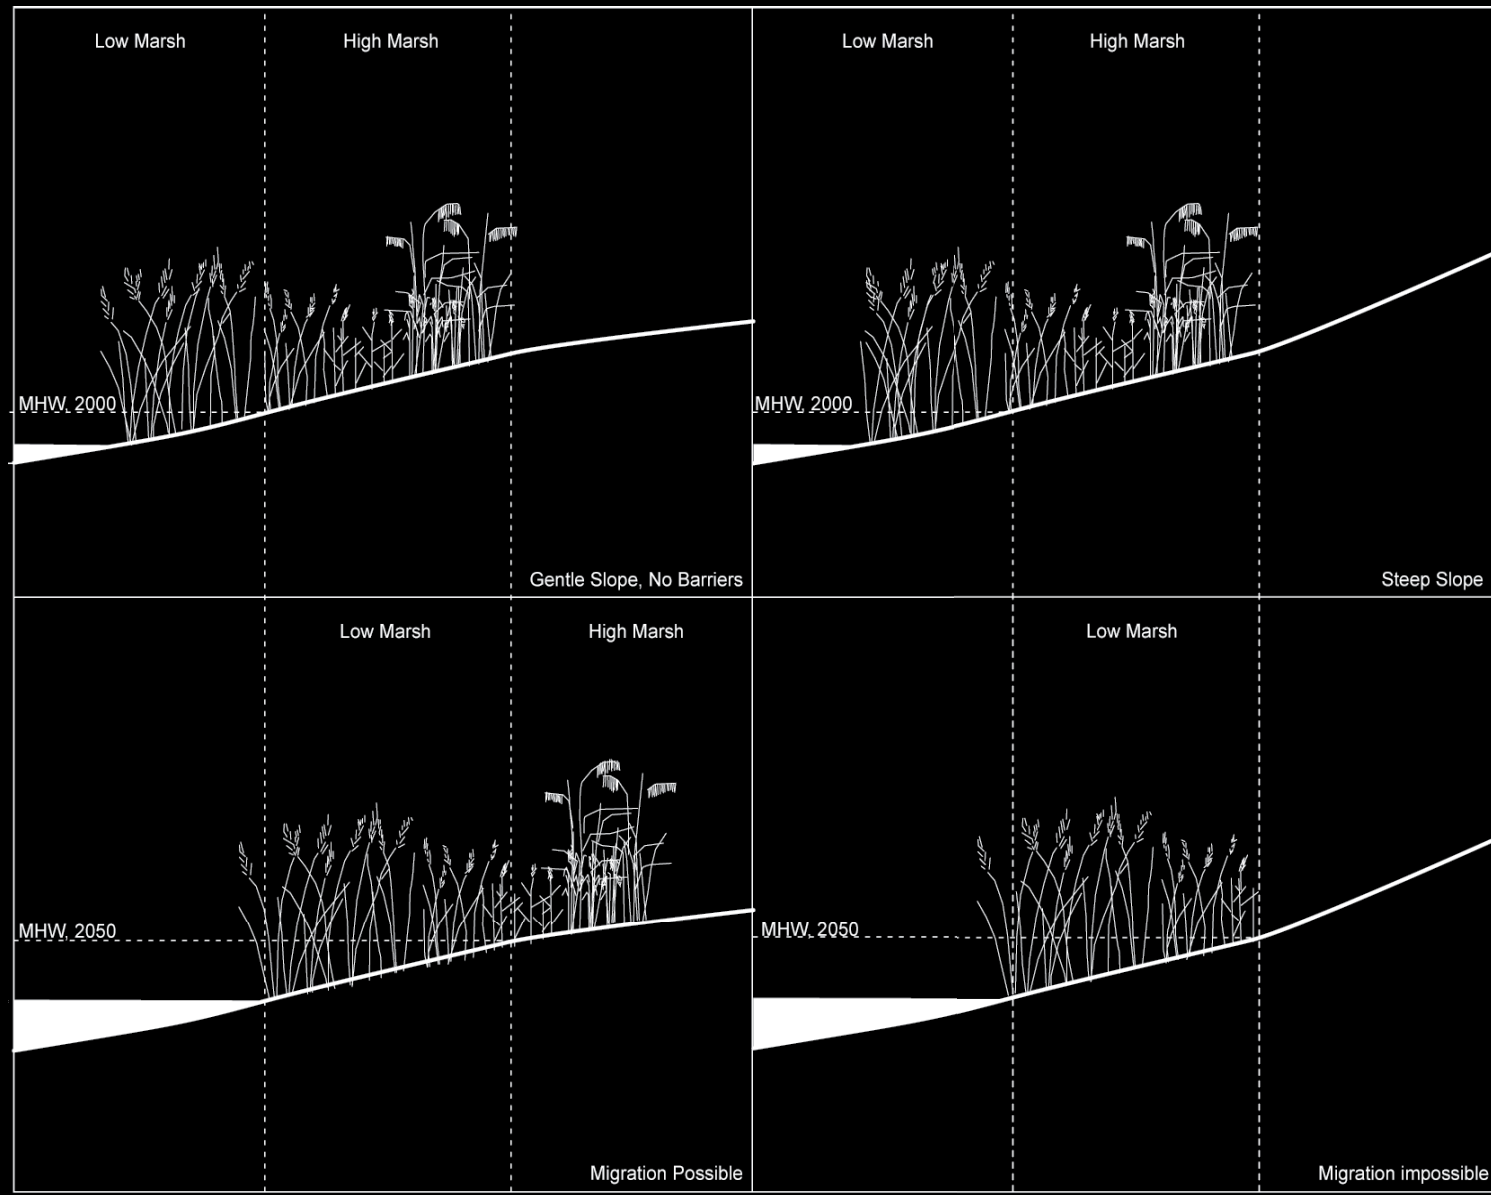 Low Marsh
High Marsh
MHW, 2000
Gentle Slope, No Barriers
Low Marsh
High Marsh
MHW, 2000
Steep Slope
Low Marsh
High Marsh
MHW, 2050
Migration Possible
Low Marsh
MHW, 2050
Migration impossible